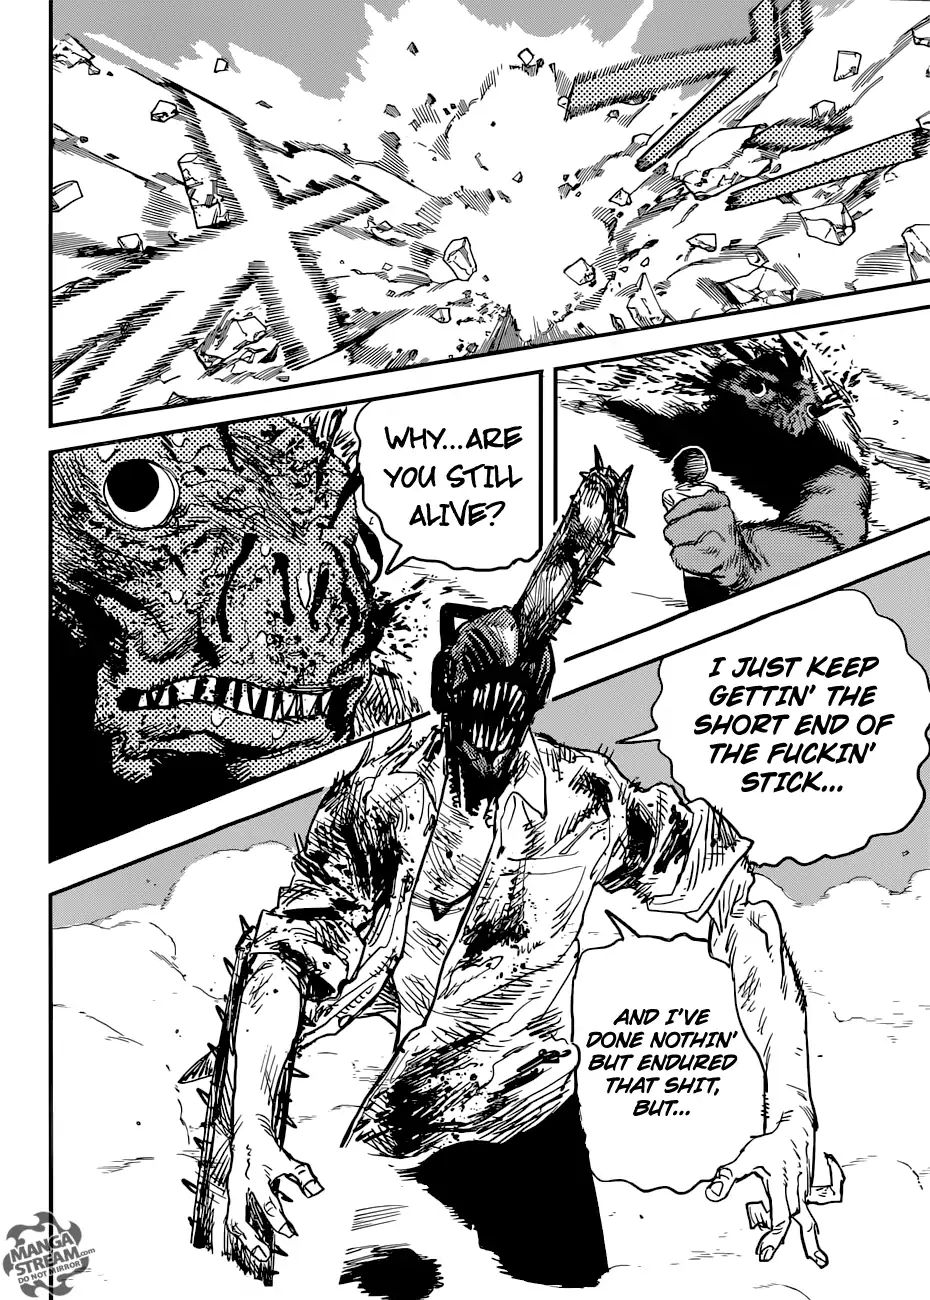 WHY...ARE
YOU STILL
ALIVE?
I JUST KEEP
GETTIN' THE
SHORT END OF
THE FUCKIN'
STICK...
AND I'VE
DONE NOTHIN'
BUT ENDURED
THAT SHIT,
BUT...
MANGA
STREAM.com
DO NOT MIRROR